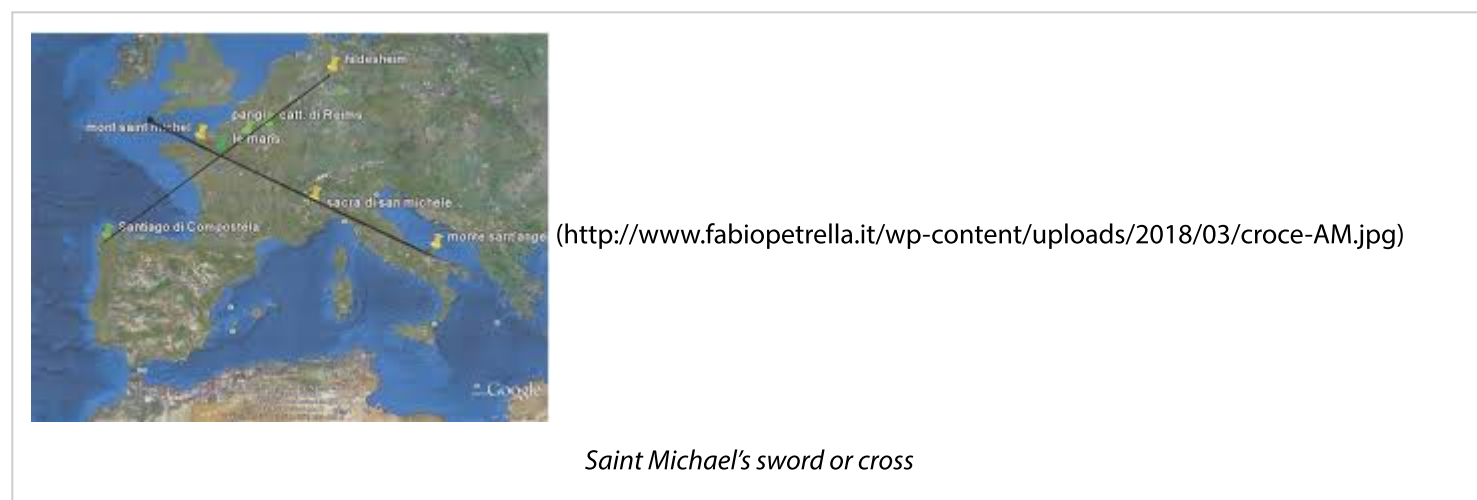 hildesheim
parigi catt. di Reims
mont saint michel
le mans
sacra di san michele...
Santiago di Compostela
monte sant'ange
Google
(http://www.fabiopetrella.it/wp-content/uploads/2018/03/croce-AM.jpg)
Saint Michael’s sword or cross